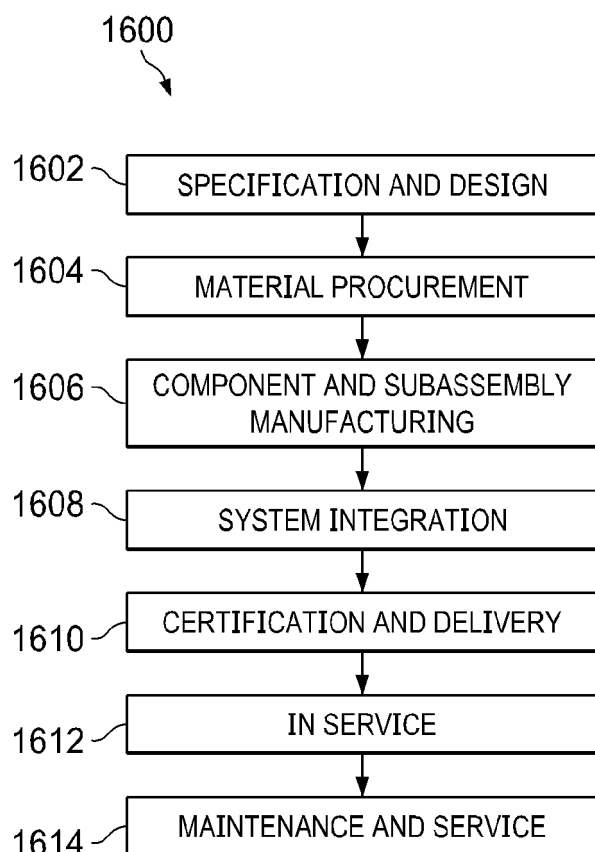 1600
1602
SPECIFICATION AND DESIGN
1604
MATERIAL PROCUREMENT
1606
COMPONENT AND SUBASSEMBLY
MANUFACTURING
1608
SYSTEM INTEGRATION
1610
CERTIFICATION AND DELIVERY
1612
IN SERVICE
1614
MAINTENANCE AND SERVICE